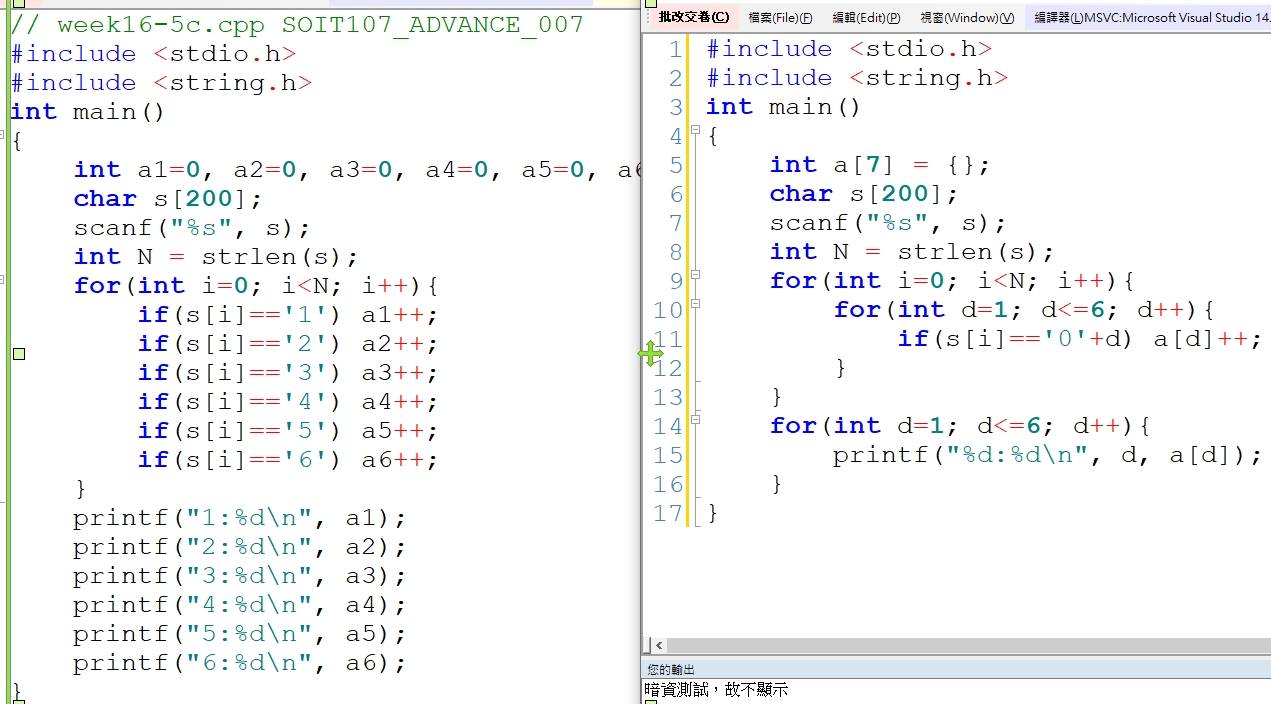 // week16-5c.cpp SOIT107_ADVANCE_007
#include <stdio.h>
#include <string.h>
int main()
{
    int a1=0, a2=0, a3=0, a4=0, a5=0, a6
    char s[200];
    scanf("%s", s);
    int N = strlen(s);
    for(int i=0; i<N; i++){
        if(s[i]=='1') a1++;
        if(s[i]=='2') a2++;
        if(s[i]=='3') a3++;
        if(s[i]=='4') a4++;
        if(s[i]=='5') a5++;
        if(s[i]=='6') a6++;
    }
    printf("1:%d\n", a1);
    printf("2:%d\n", a2);
    printf("3:%d\n", a3);
    printf("4:%d\n", a4);
    printf("5:%d\n", a5);
    printf("6:%d\n", a6);
}
批改交卷(C) 檔案(File)(F) 編輯(Edit)(P) 視窗(Window)(V) 編譯器(L)MSVC:Microsoft Visual Studio 14.
1 #include <stdio.h>
2 #include <string.h>
3 int main()
4 {
5     int a[7] = {};
6     char s[200];
7     scanf("%s", s);
8     int N = strlen(s);
9     for(int i=0; i<N; i++){
10         for(int d=1; d<=6; d++){
11             if(s[i]=='0'+d) a[d]++;
12         }
13     }
14     for(int d=1; d<=6; d++){
15         printf("%d:%d\n", d, a[d]);
16     }
17 }
您的輸出
暗資測試，故不顯示